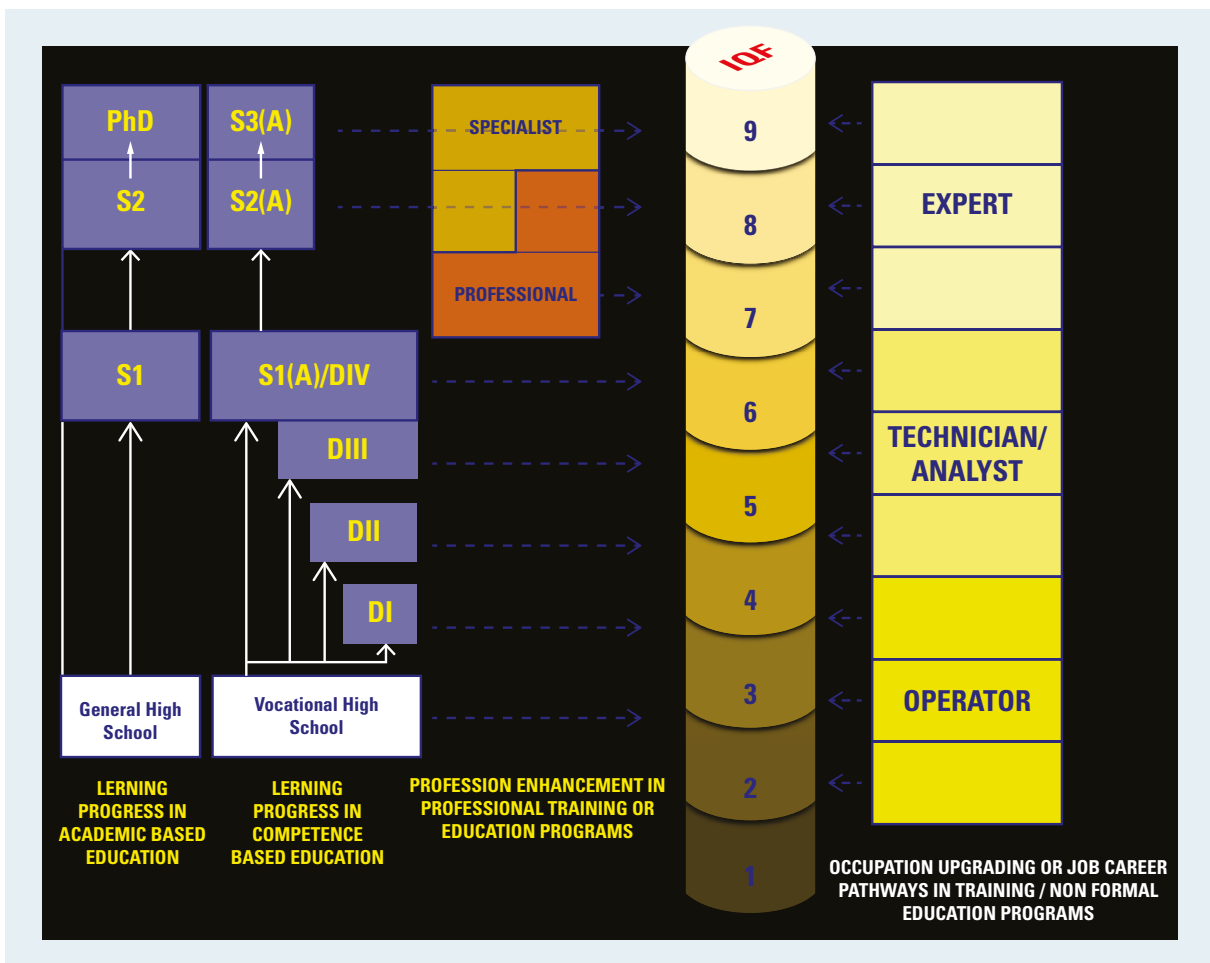 IQF
PhD
S3(A)
SPECIALIST
9
S2
S2(A)
8
EXPERT
PROFESSIONAL
7
S1
S1(A)/DIV
6
DIII
TECHNICIAN/
ANALYST
5
DII
4
DI
3
OPERATOR
General High
School
Vocational High
School
2
1
LERNING
PROGRESS IN
ACADEMIC BASED
EDUCATION
LERNING
PROGRESS IN
COMPETENCE
BASED EDUCATION
PROFESSION ENHANCEMENT IN
PROFESSIONAL TRAINING OR
EDUCATION PROGRAMS
OCCUPATION UPGRADING OR JOB CAREER
PATHWAYS IN TRAINING / NON FORMAL
EDUCATION PROGRAMS